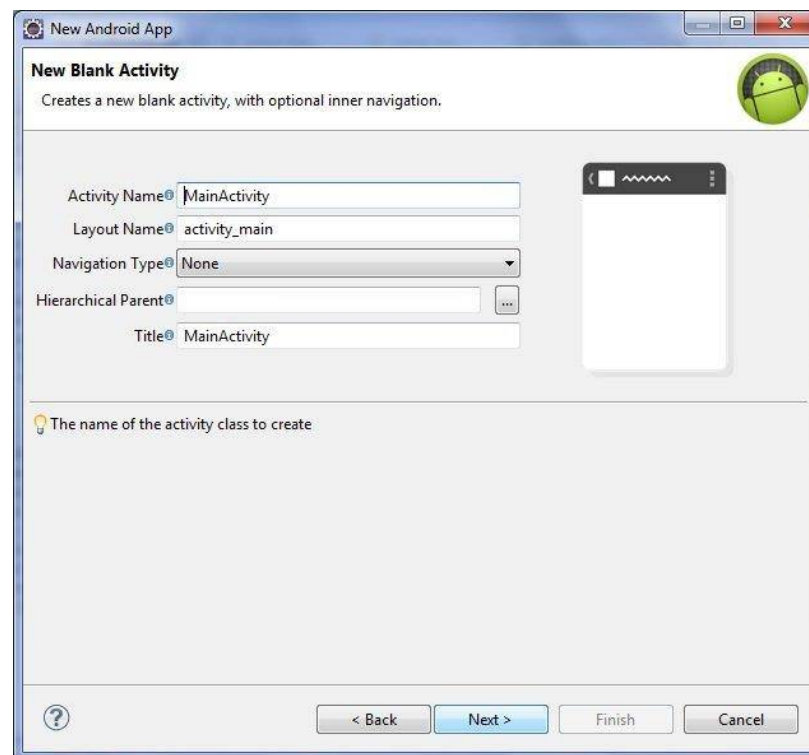 New Android App
New Blank Activity
Creates a new blank activity, with optional inner navigation.
Activity Name MainActivity
Layout Name activity_main
Navigation Type None
Hierarchical Parent ...
Title MainActivity
The name of the activity class to create
? < Back Next > Finish Cancel